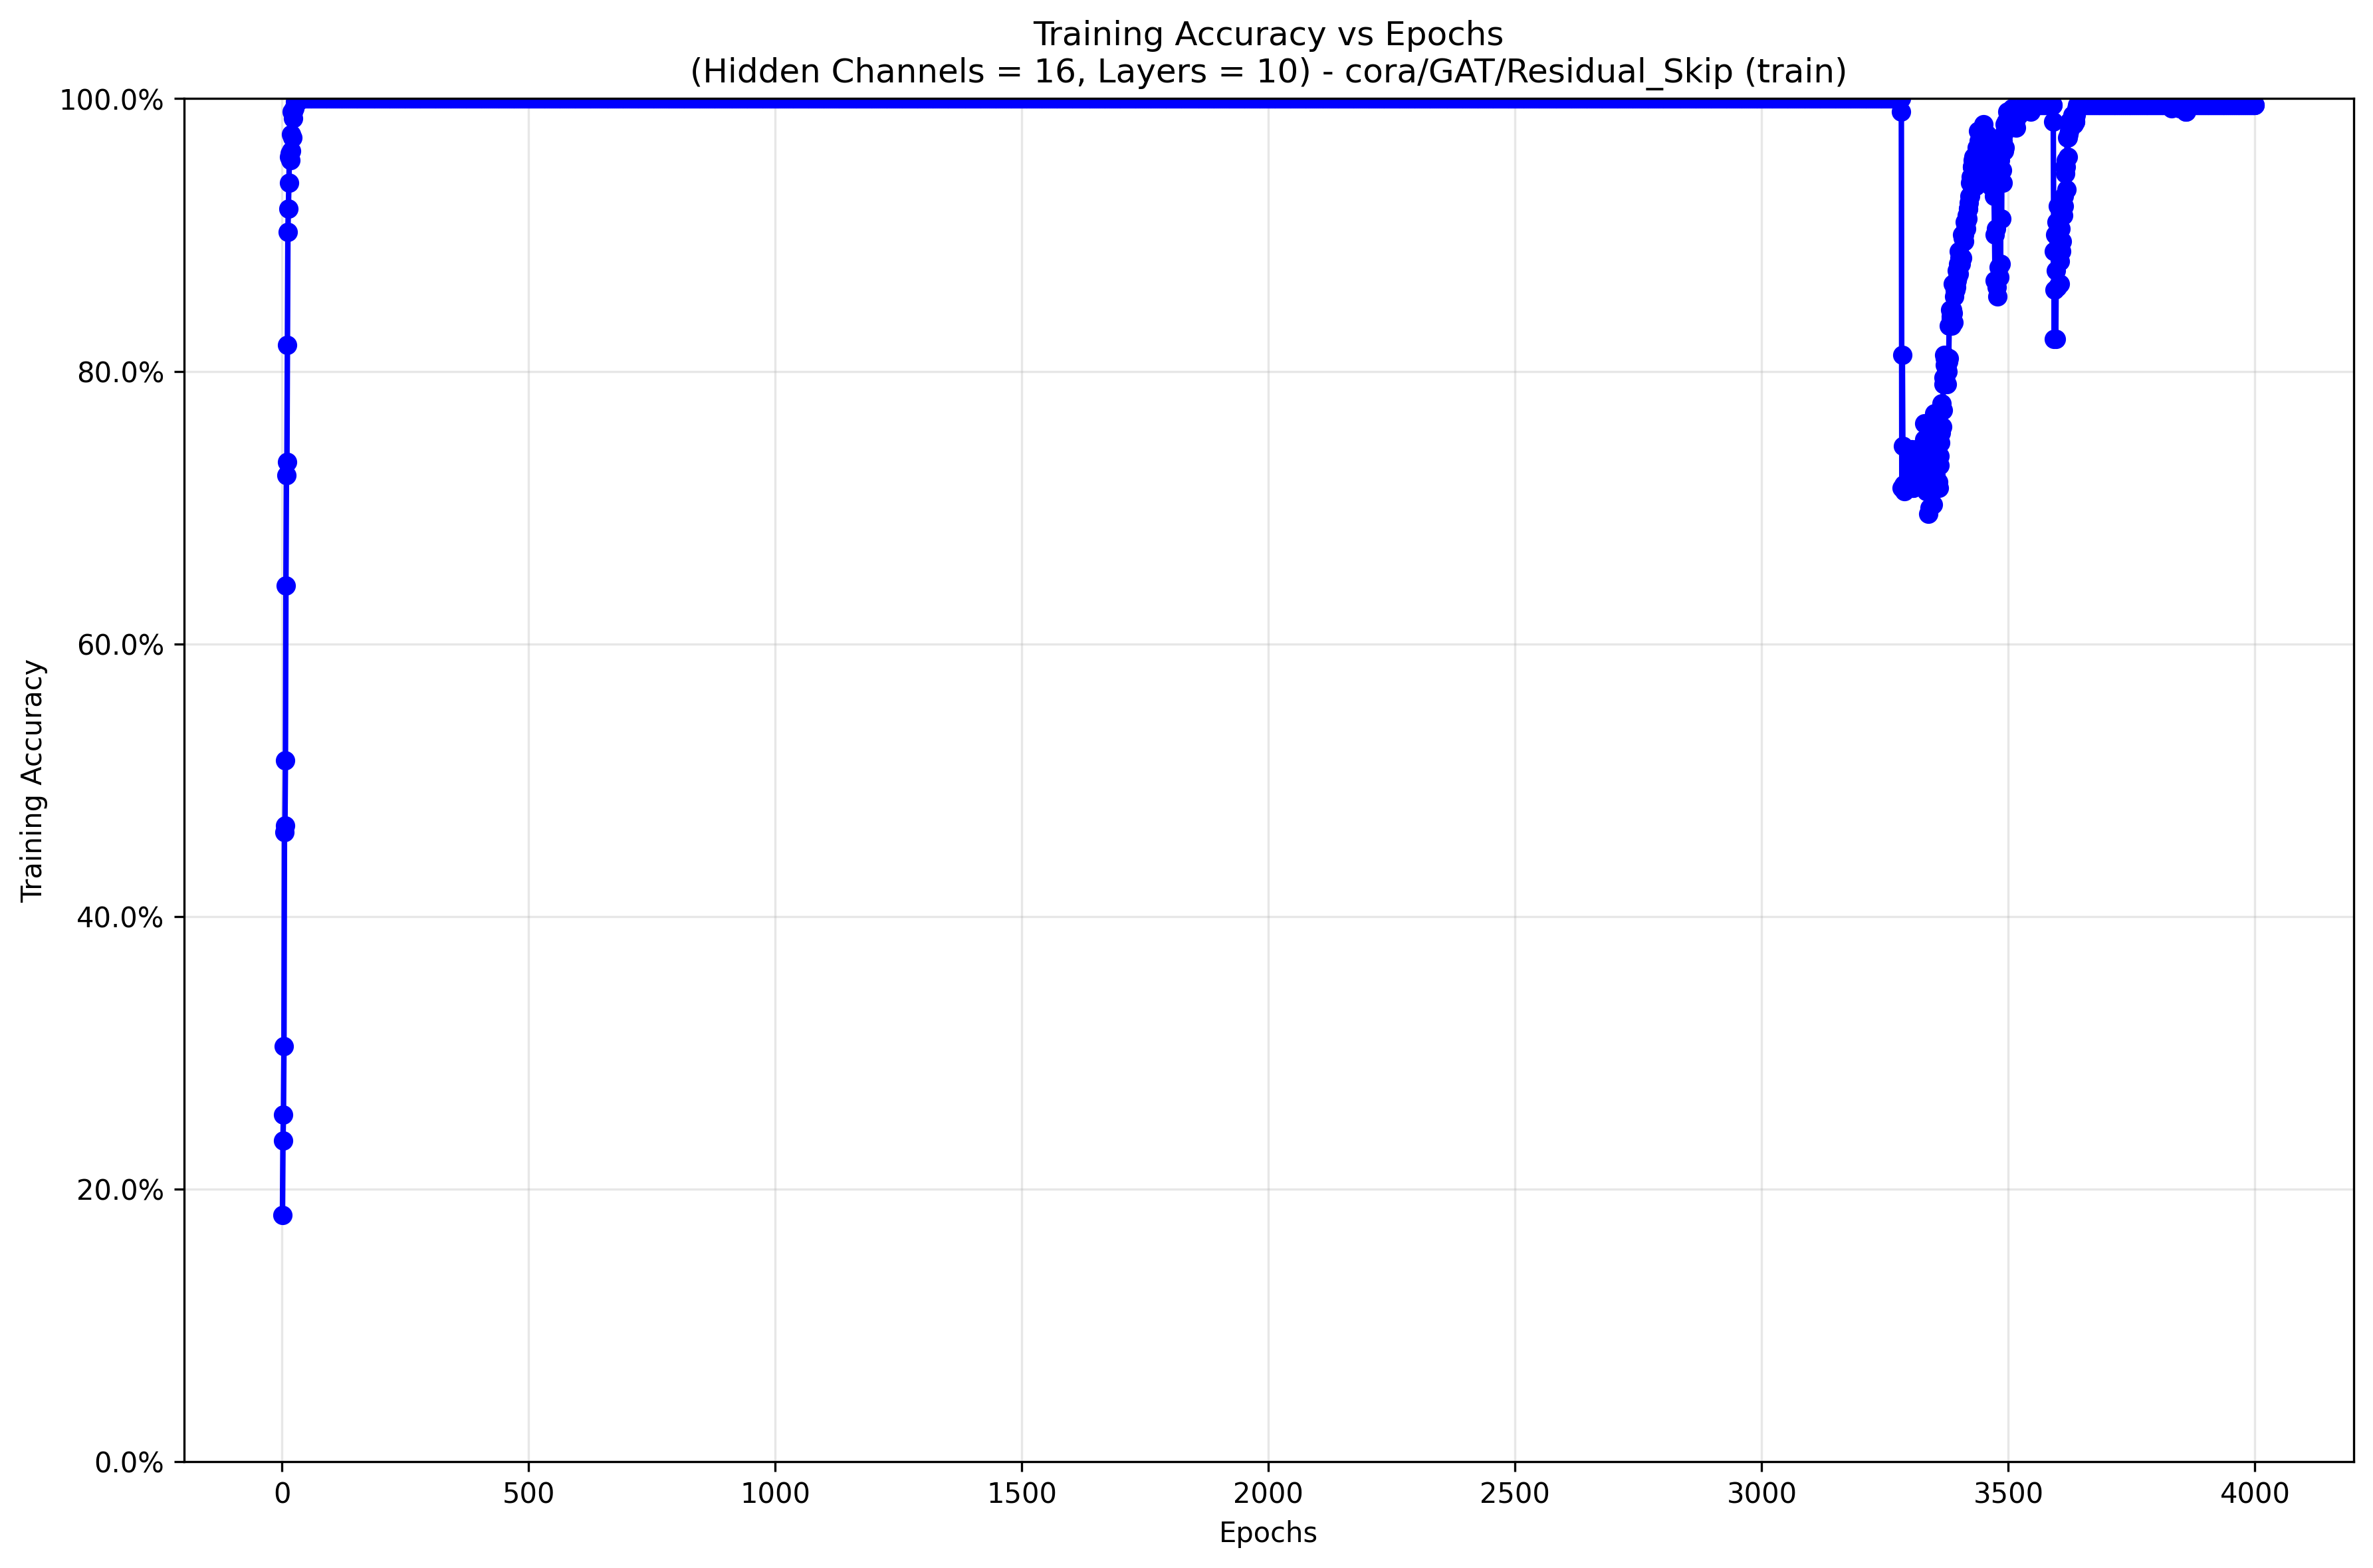 Training Accuracy vs Epochs
(Hidden Channels = 16, Layers = 10) - cora/GAT/Residual_Skip (train)
100.0%
80.0%
60.0%
40.0%
20.0%
0.0%
Training Accuracy
0 500 1000 1500 2000 2500 3000 3500 4000
Epochs